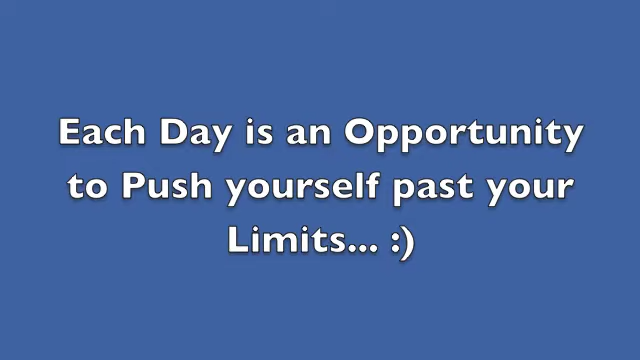 Each Day is an Opportunity
to Push yourself past your
Limits... :)